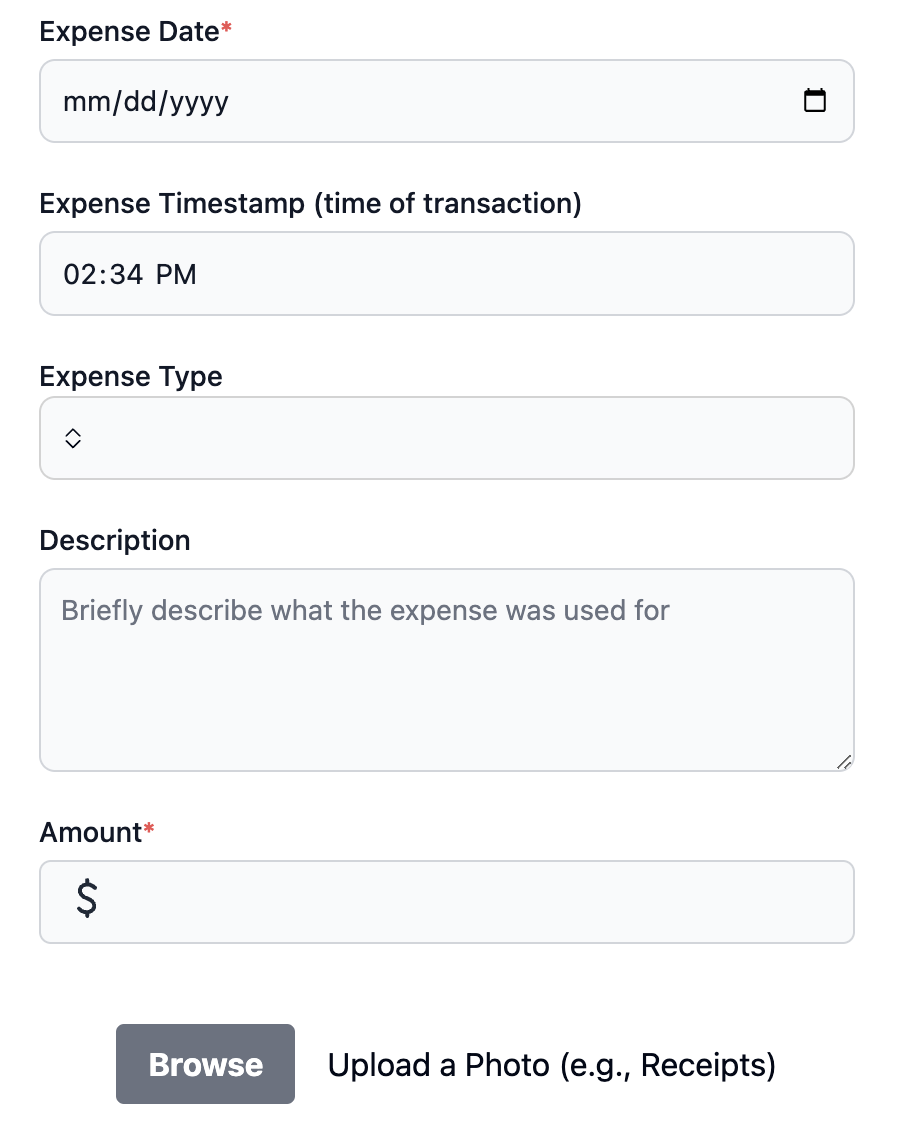 Expense Date*
mm/dd/yyyy
Expense Timestamp (time of transaction)
02:34 PM
Expense Type
Description
Briefly describe what the expense was used for
Amount*
$
Browse Upload a Photo (e.g., Receipts)